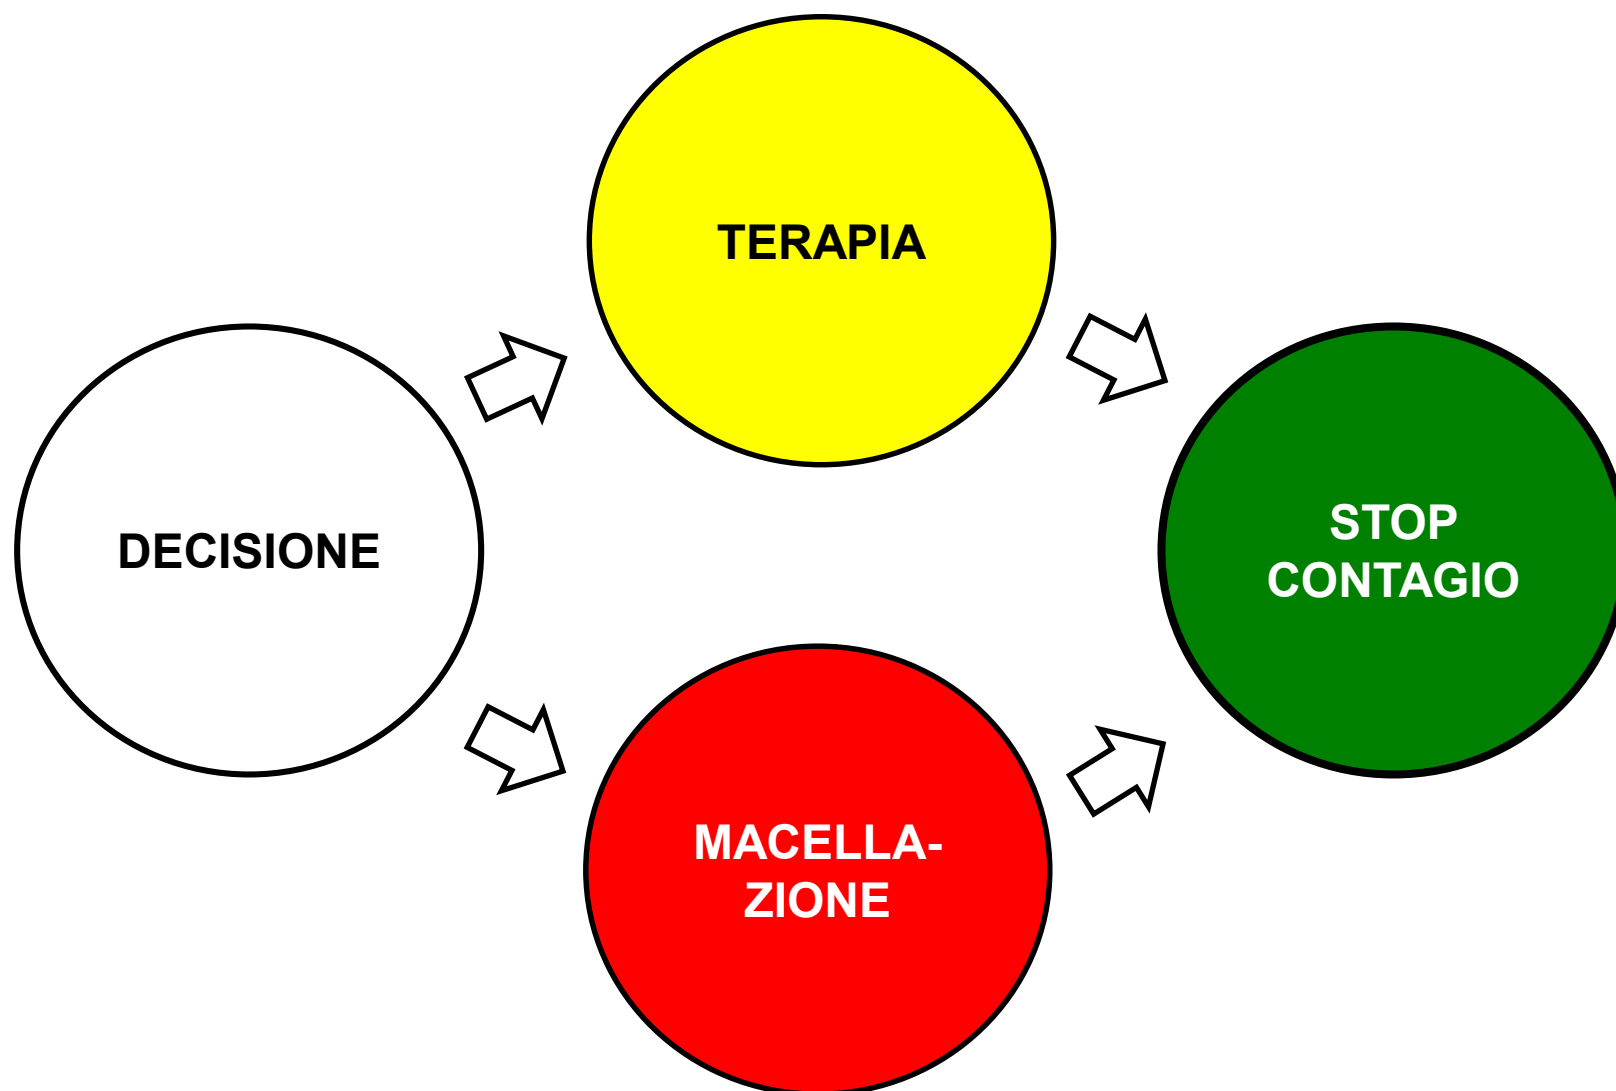 TERAPIA
DECISIONE
STOP
CONTAGIO
MACELLA-
ZIONE